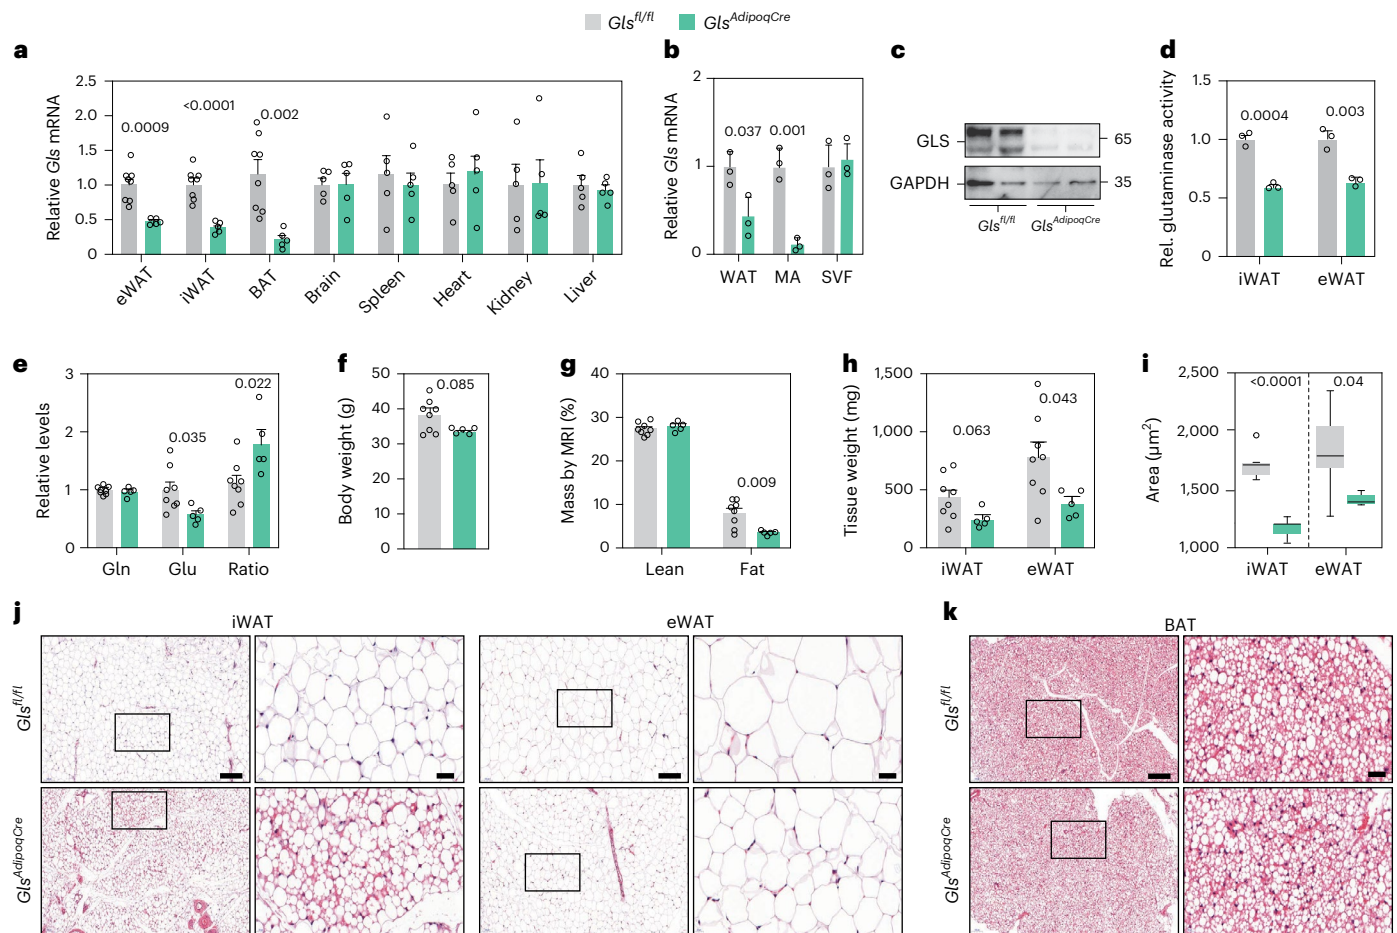 Gls^fl/fl Gls^AdipoqCre
a
Relative Gls mRNA
2.5
2.0
1.5
1.0
0.5
0
0.0009 <0.0001 0.002
eWAT iWAT BAT Brain Spleen Heart Kidney Liver
b
Relative Gls mRNA
2
1
0
0.037 0.001
WAT MA SVF
c
GLS 65
GAPDH 35
Gls^fl/fl Gls^AdipoqCre
d
Rel. glutaminase activity
1.5
1.0
0.5
0
0.0004 0.003
iWAT eWAT
e
Relative levels
3
2
1
0
0.035 0.022
Gln Glu Ratio
f
Body weight (g)
50
40
30
20
10
0
0.085
g
Mass by MRI (%)
40
30
20
10
0
0.009
Lean Fat
h
Tissue weight (mg)
1,500
1,000
500
0
0.063 0.043
iWAT eWAT
i
Area (μm²)
2,500
2,000
1,500
1,000
<0.0001 0.04
iWAT eWAT
j
iWAT eWAT
Gls^fl/fl
Gls^AdipoqCre
k
BAT
Gls^fl/fl
Gls^AdipoqCre